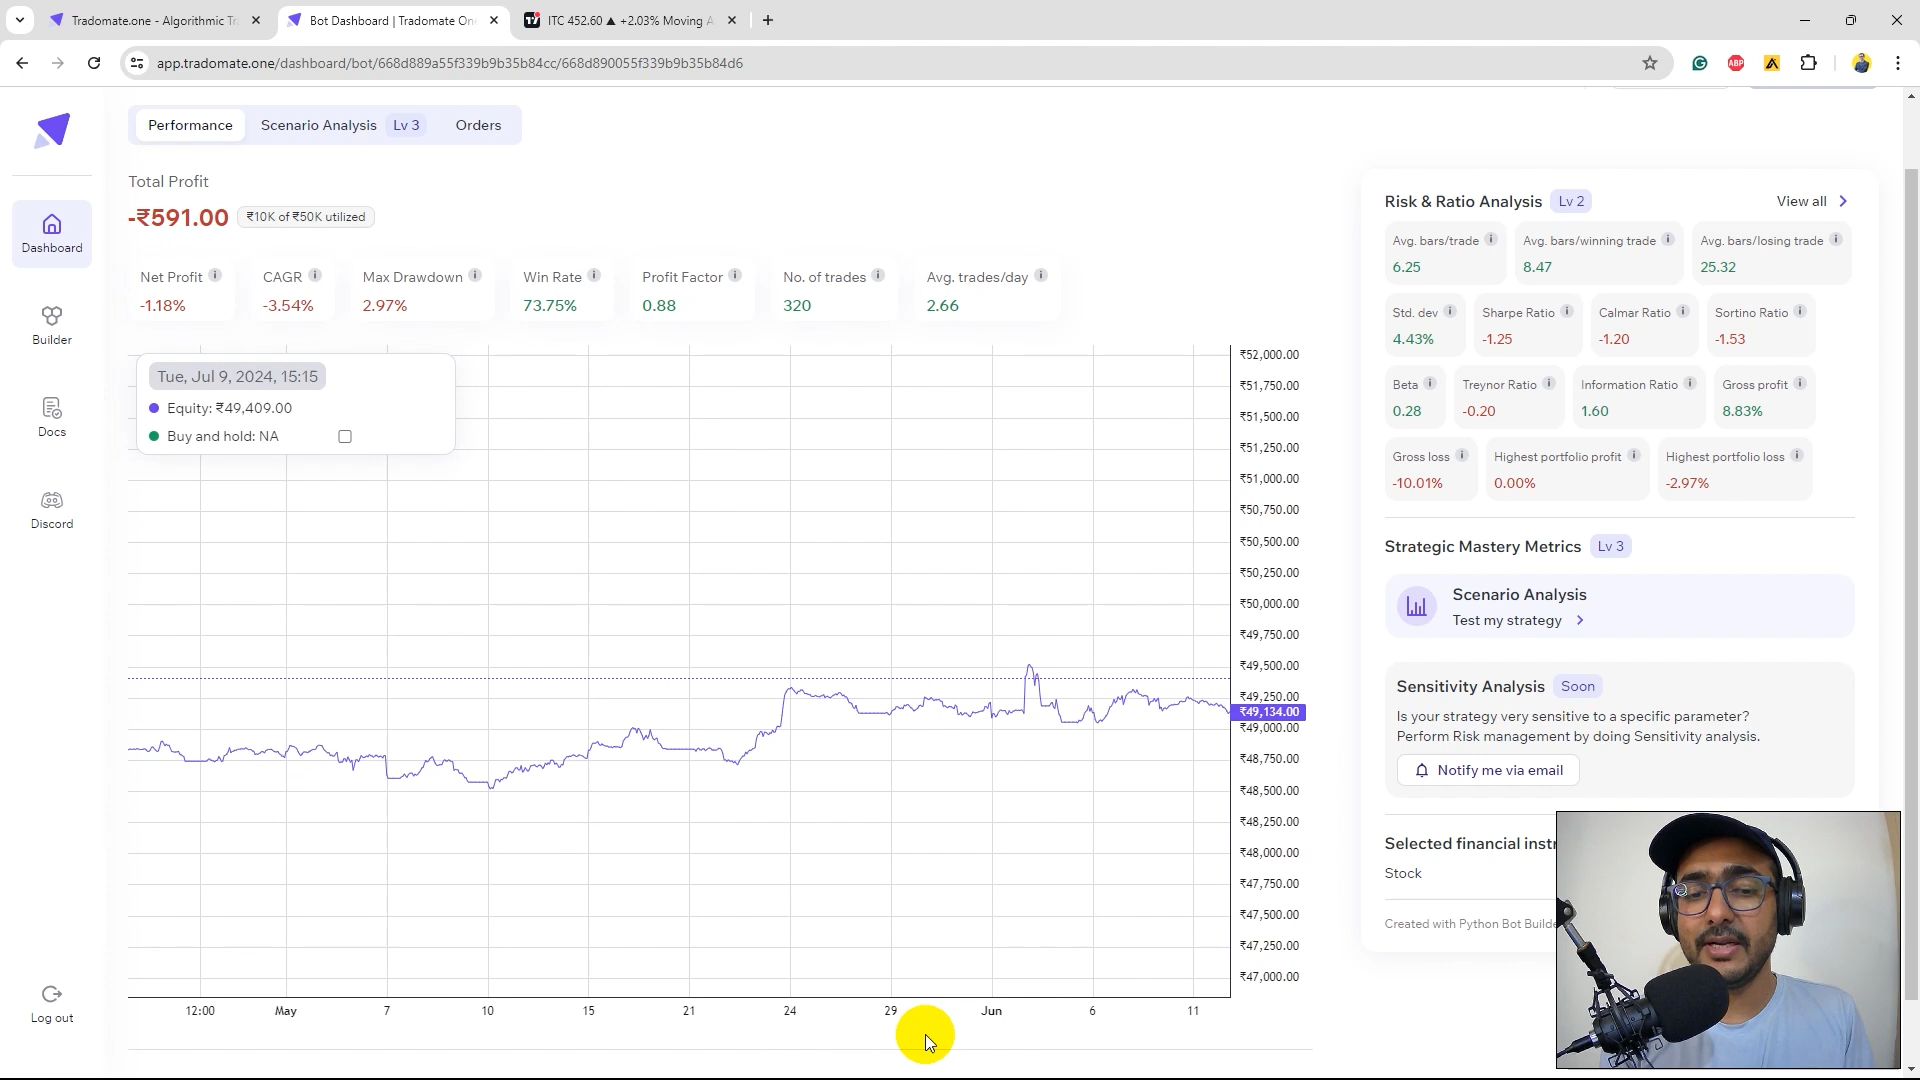 Tradomate.one - Algorithmic Tr
Bot Dashboard | Tradomate On
ITC 452.60 ▲ +2.03% Moving A
app.tradomate.one/dashboard/bot/668d889a55f339b9b35b84cc/668d890055f339b9b35b84d6
ABP
Performance
Scenario Analysis Lv 3
Orders
Dashboard
Builder
Docs
Discord
Log out
Total Profit
-₹591.00 ₹10K of ₹50K utilized
Net Profit
-1.18%
CAGR
-3.54%
Max Drawdown
2.97%
Win Rate
73.75%
Profit Factor
0.88
No. of trades
320
Avg. trades/day
2.66
Tue, Jul 9, 2024, 15:15
Equity: ₹49,409.00
Buy and hold: NA
₹52,000.00
₹51,750.00
₹51,500.00
₹51,250.00
₹51,000.00
₹50,750.00
₹50,500.00
₹50,250.00
₹50,000.00
₹49,750.00
₹49,500.00
₹49,250.00
₹49,134.00
₹49,000.00
₹48,750.00
₹48,500.00
₹48,250.00
₹48,000.00
₹47,750.00
₹47,500.00
₹47,250.00
₹47,000.00
12:00 May 7 10 15 21 24 29 Jun 6 11
Risk & Ratio Analysis Lv 2
View all
Avg. bars/trade
6.25
Avg. bars/winning trade
8.47
Avg. bars/losing trade
25.32
Std. dev
4.43%
Sharpe Ratio
-1.25
Calmar Ratio
-1.20
Sortino Ratio
-1.53
Beta
0.28
Treynor Ratio
-0.20
Information Ratio
1.60
Gross profit
8.83%
Gross loss
-10.01%
Highest portfolio profit
0.00%
Highest portfolio loss
-2.97%
Strategic Mastery Metrics Lv 3
Scenario Analysis
Test my strategy
Sensitivity Analysis Soon
Is your strategy very sensitive to a specific parameter?
Perform Risk management by doing Sensitivity analysis.
Notify me via email
Selected financial instr
Stock
Created with Python Bot Builde